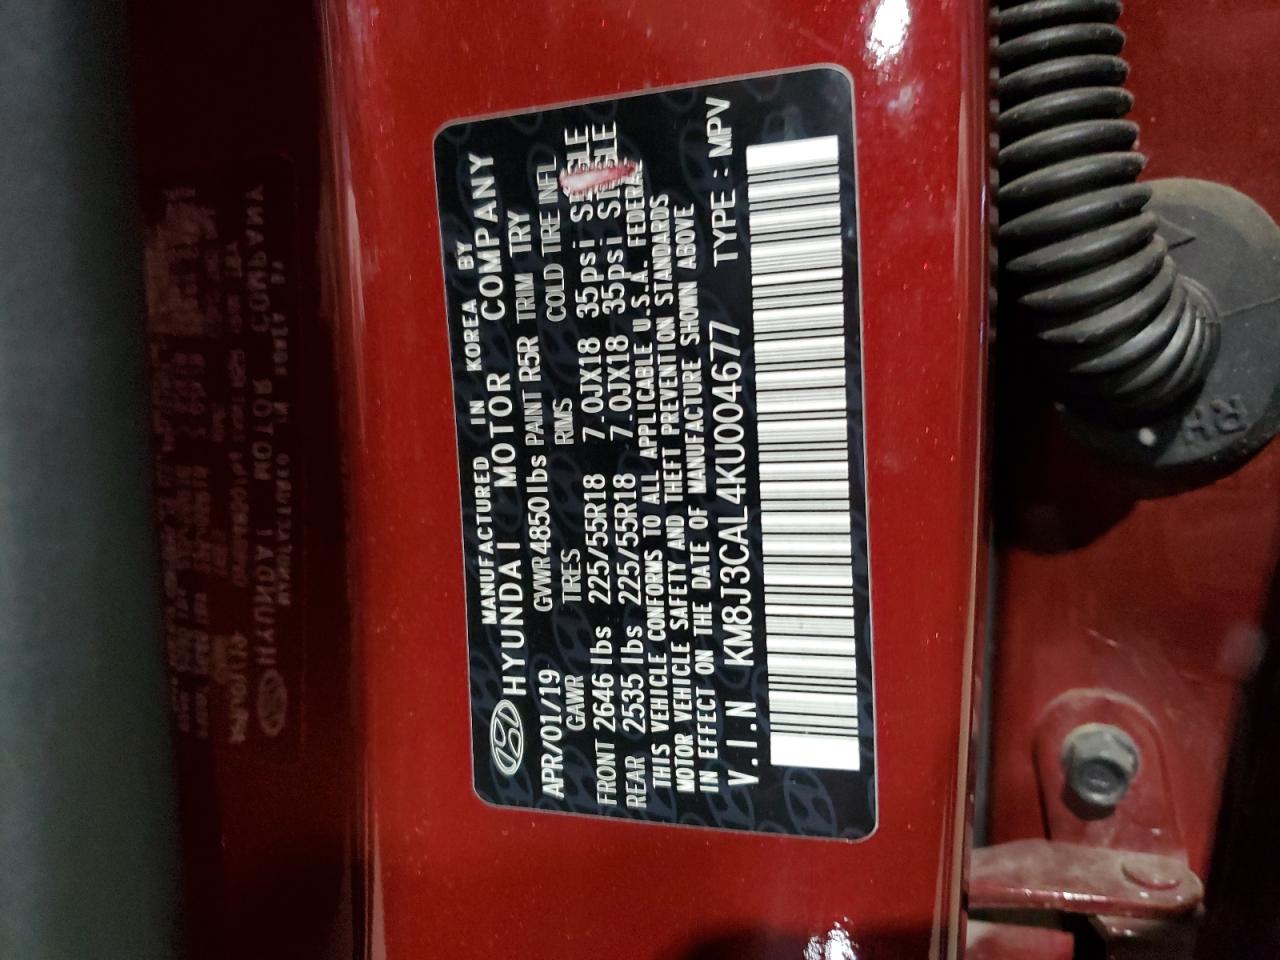 MANUFACTURED IN KOREA BY
HYUNDAI MOTOR COMPANY
APR/01/19 GVWR 4850lbs PAINT R5R TRIM TRY
GAWR TIRES RIMS COLD TIRE INFL
FRONT 2646 lbs 225/55R18 7.0JX18 35psi
REAR 2535 lbs 225/55R18 7.0JX18 35psi
THIS VEHICLE CONFORMS TO ALL APPLICABLE U.S.A. FEDERAL
MOTOR VEHICLE SAFETY AND THEFT PREVENTION STANDARDS
IN EFFECT ON THE DATE OF MANUFACTURE SHOWN ABOVE
V.I.N KM8J3CAL4KU004677 TYPE : MPV
RH